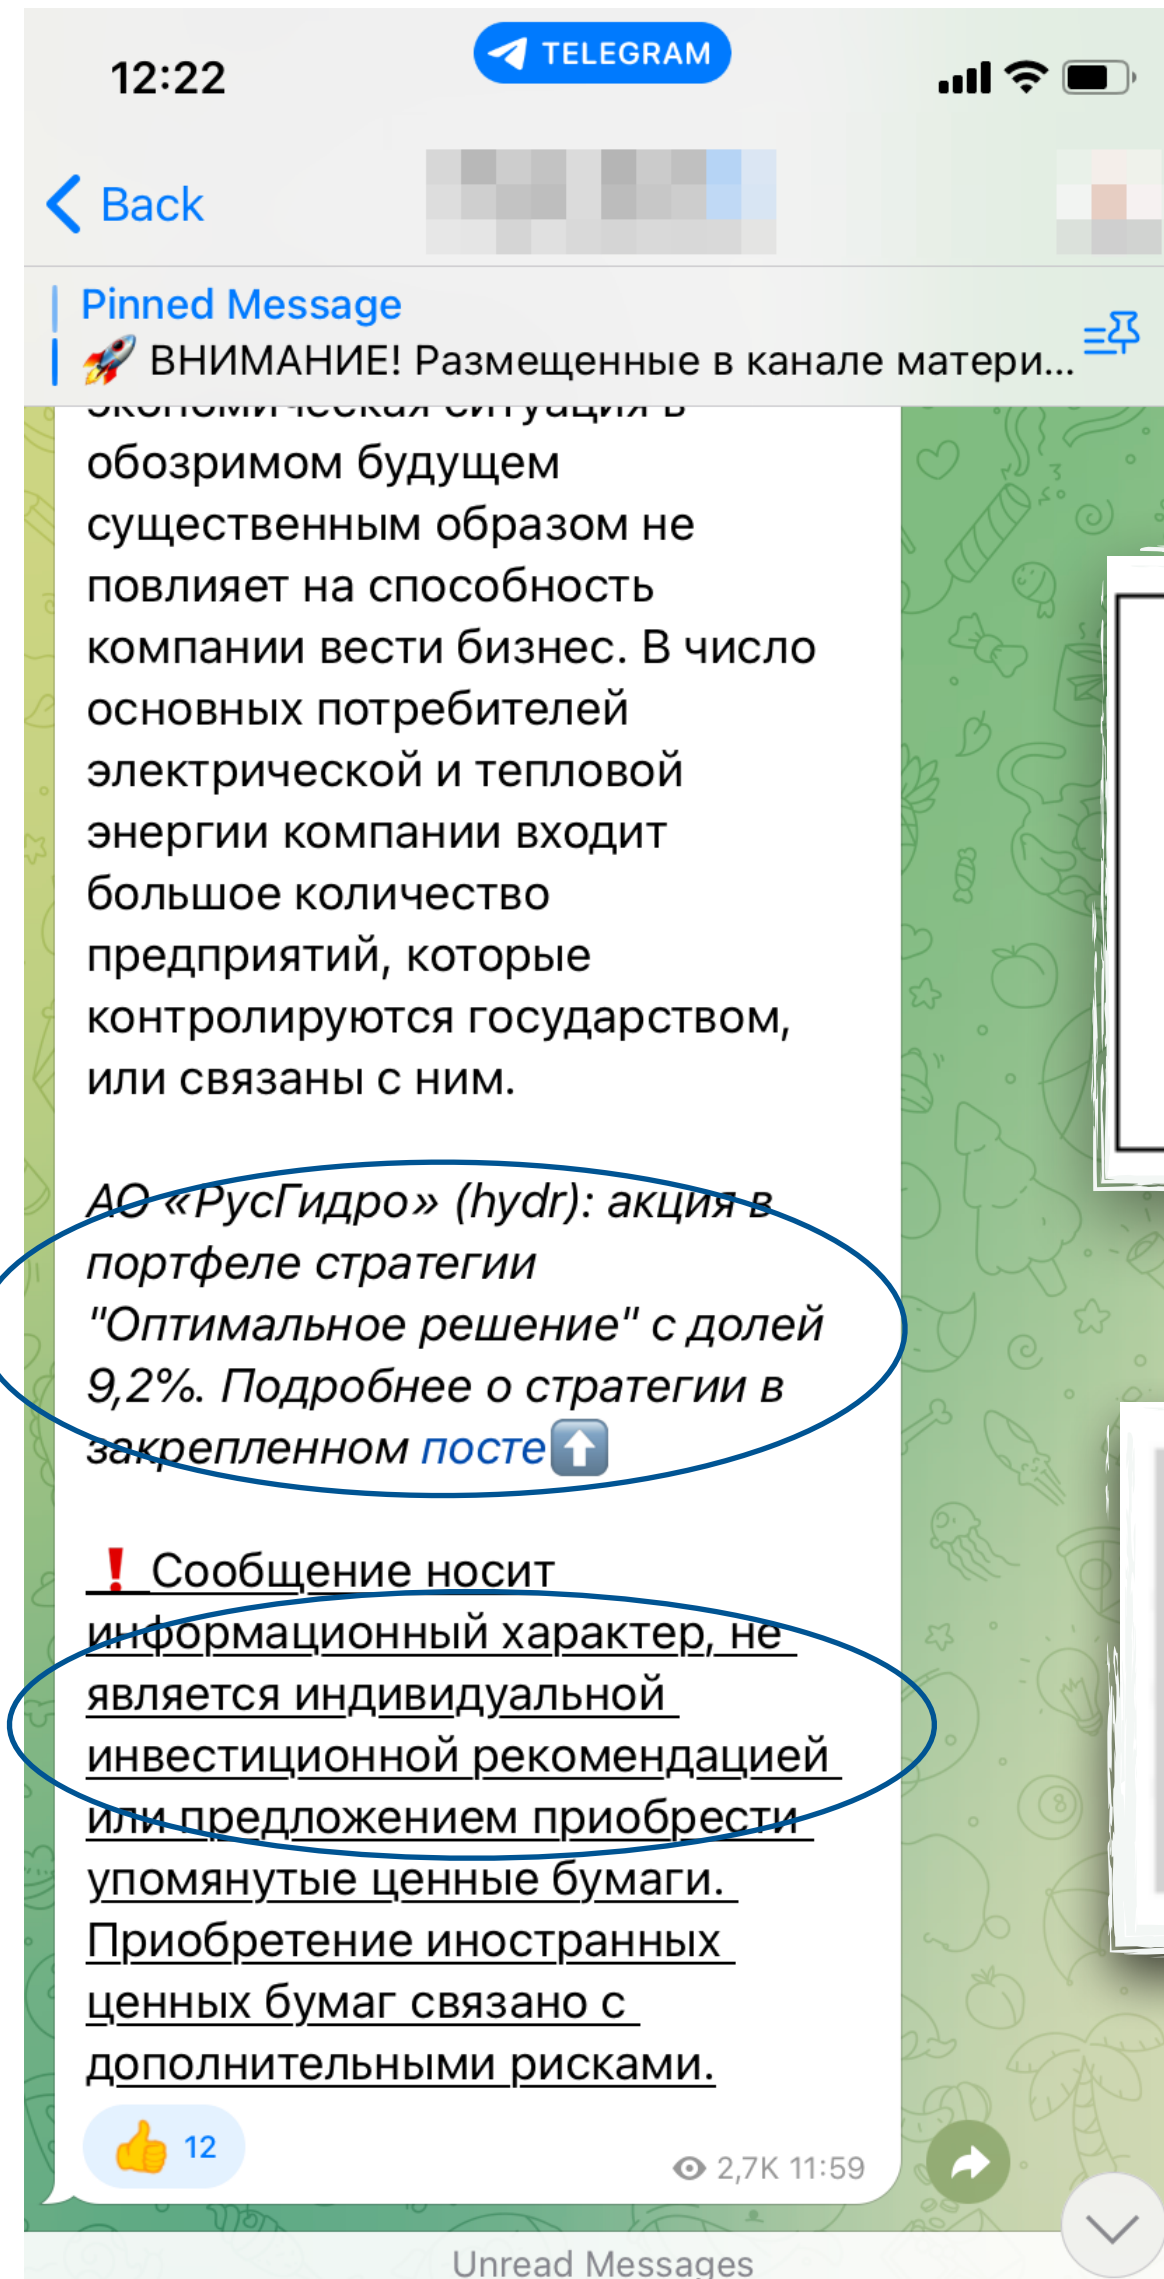 12:22
TELEGRAM
Back
Pinned Message
🚀 ВНИМАНИЕ! Размещенные в канале матери...
экономическая ситуация в
обозримом будущем
существенным образом не
повлияет на способность
компании вести бизнес. В число
основных потребителей
электрической и тепловой
энергии компании входит
большое количество
предприятий, которые
контролируются государством,
или связаны с ним.
АО «РусГидро» (hydr): акция в
портфеле стратегии
"Оптимальное решение" с долей
9,2%. Подробнее о стратегии в
закрепленном посте⬆️
❗ Сообщение носит
информационный характер, не
является индивидуальной
инвестиционной рекомендацией
или предложением приобрести
упомянутые ценные бумаги.
Приобретение иностранных
ценных бумаг связано с
дополнительными рисками.
👍 12
2,7K 11:59
Unread Messages